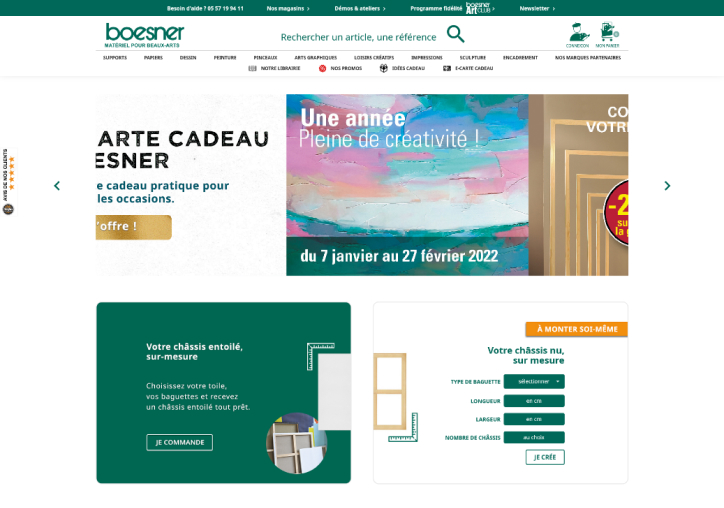 Besoin d'aide ? 05 57 19 94 11
Nos magasins
Démos & ateliers
Programme fidélité boesner Art CLUB
Newsletter
boesner
MATÉRIEL POUR BEAUX-ARTS
Rechercher un article, une référence
CONNEXION
MON PANIER
SUPPORTS PAPIERS DESSIN PEINTURE PINCEAUX ARTS GRAPHIQUES LOISIRS CRÉATIFS IMPRESSIONS SCULPTURE ENCADREMENT NOS MARQUES PARTENAIRES
NOTRE LIBRAIRIE % NOS PROMOS IDÉES CADEAU E-CARTE CADEAU
AVIS DE NOS CLIENTS
ARTE CADEAU
ESNER
e cadeau pratique pour
les occasions.
'offre !
Une année
Pleine de créativité !
du 7 janvier au 27 février 2022
CO
VOTR
-2
su
la
Votre châssis entoilé,
sur-mesure
Choisissez votre toile,
vos baguettes et recevez
un châssis entoilé tout prêt.
JE COMMANDE
À MONTER SOI-MÊME
Votre châssis nu,
sur mesure
TYPE DE BAGUETTE sélectionner
LONGUEUR en cm
LARGEUR en cm
NOMBRE DE CHÂSSIS au choix
JE CRÉE